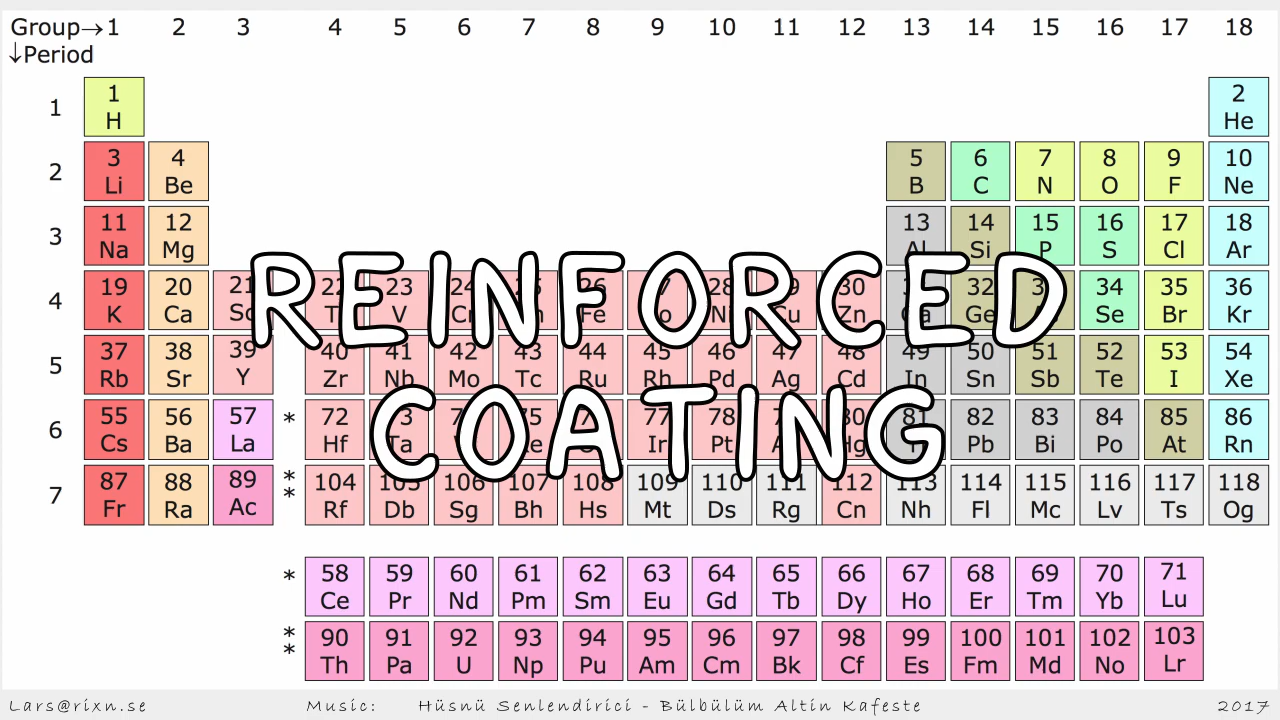 Group→ 1 2 3 4 5 6 7 8 9 10 11 12 13 14 15 16 17 18
↓Period
1 1 2
H He
2 3 4 5 6 7 8 9 10
Li Be B C N O F Ne
3 11 12 13 14 15 16 17 18
Na Mg Al Si P S Cl Ar
REINFORCED
4 19 20 21 23 30 32 34 35 36
K Ca Sc V Zn Ge Se Br Kr
5 37 38 39 40 41 42 43 44 45 46 47 48 49 50 51 52 53 54
Rb Sr Y Zr Nb Mo Tc Ru Rh Pd Ag Cd In Sn Sb Te I Xe
COATING
6 55 56 57 * 72 77 78 81 82 83 84 85 86
Cs Ba La Hf Ta Ir Pt Hg Pb Bi Po At Rn
7 87 88 89 * * 104 105 106 107 108 109 110 111 112 113 114 115 116 117 118
Fr Ra Ac Rf Db Sg Bh Hs Mt Ds Rg Cn Nh Fl Mc Lv Ts Og
* 58 59 60 61 62 63 64 65 66 67 68 69 70 71
Ce Pr Nd Pm Sm Eu Gd Tb Dy Ho Er Tm Yb Lu
* * 90 91 92 93 94 95 96 97 98 99 100 101 102 103
Th Pa U Np Pu Am Cm Bk Cf Es Fm Md No Lr
Lars@rixn.se Music: Hüsnü Senlendirici - Bülbülüm Altin Kafeste 2017